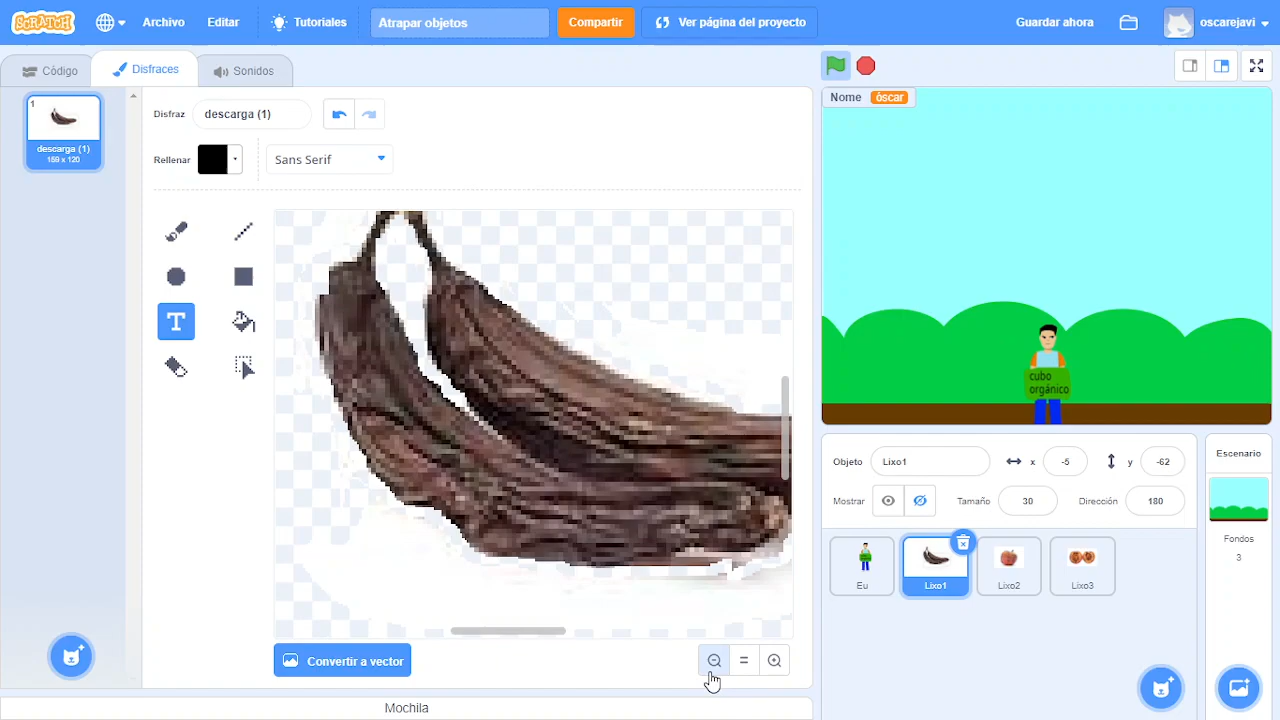 SCRATCH
Archivo
Editar
Tutoriales
Atrapar objetos
Compartir
Ver página del proyecto
Guardar ahora
oscarejavi
Código
Disfraces
Sonidos
1
descarga (1)
159 x 120
Disfraz
descarga (1)
Rellenar
Sans Serif
T
Convertir a vector
Mochila
Nome
óscar
cubo
orgánico
Objeto
Lixo1
x
-5
y
-62
Mostrar
Tamaño
30
Dirección
180
Eu
Lixo1
Lixo2
Lixo3
Escenario
Fondos
3